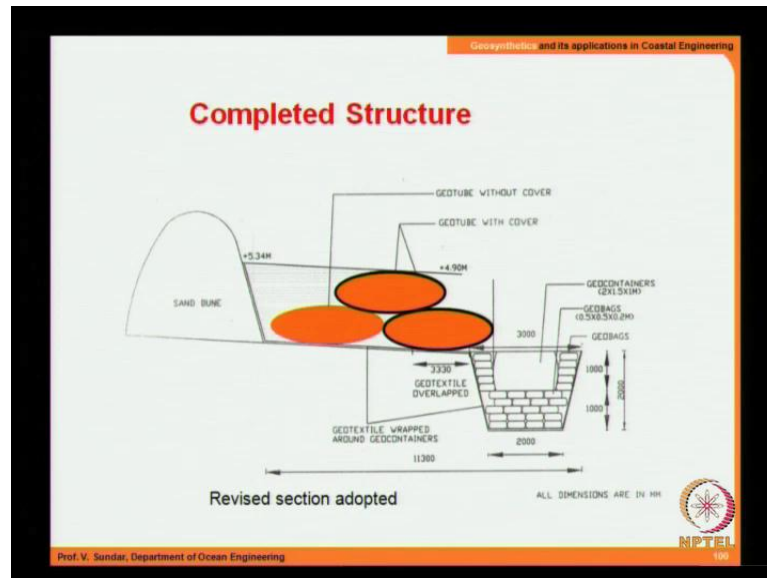 Geosynthetics and its applications in Coastal Engineering
Completed Structure
GEOTUBE WITHOUT COVER
GEOTUBE WITH COVER
+5.34M
+4.90M
SAND DUNE
GEOCONTAINERS
(2X1.5X1M)
GEOBAGS
(0.5X0.5X0.2M)
GEOBAGS
3000
3330
GEOTEXTILE
OVERLAPPED
1000
1000
2000
GEOTEXTILE WRAPPED
AROUND GEOCONTAINERS
2000
11300
Revised section adopted
ALL DIMENSIONS ARE IN MM
NPTEL
Prof. V. Sundar, Department of Ocean Engineering
100